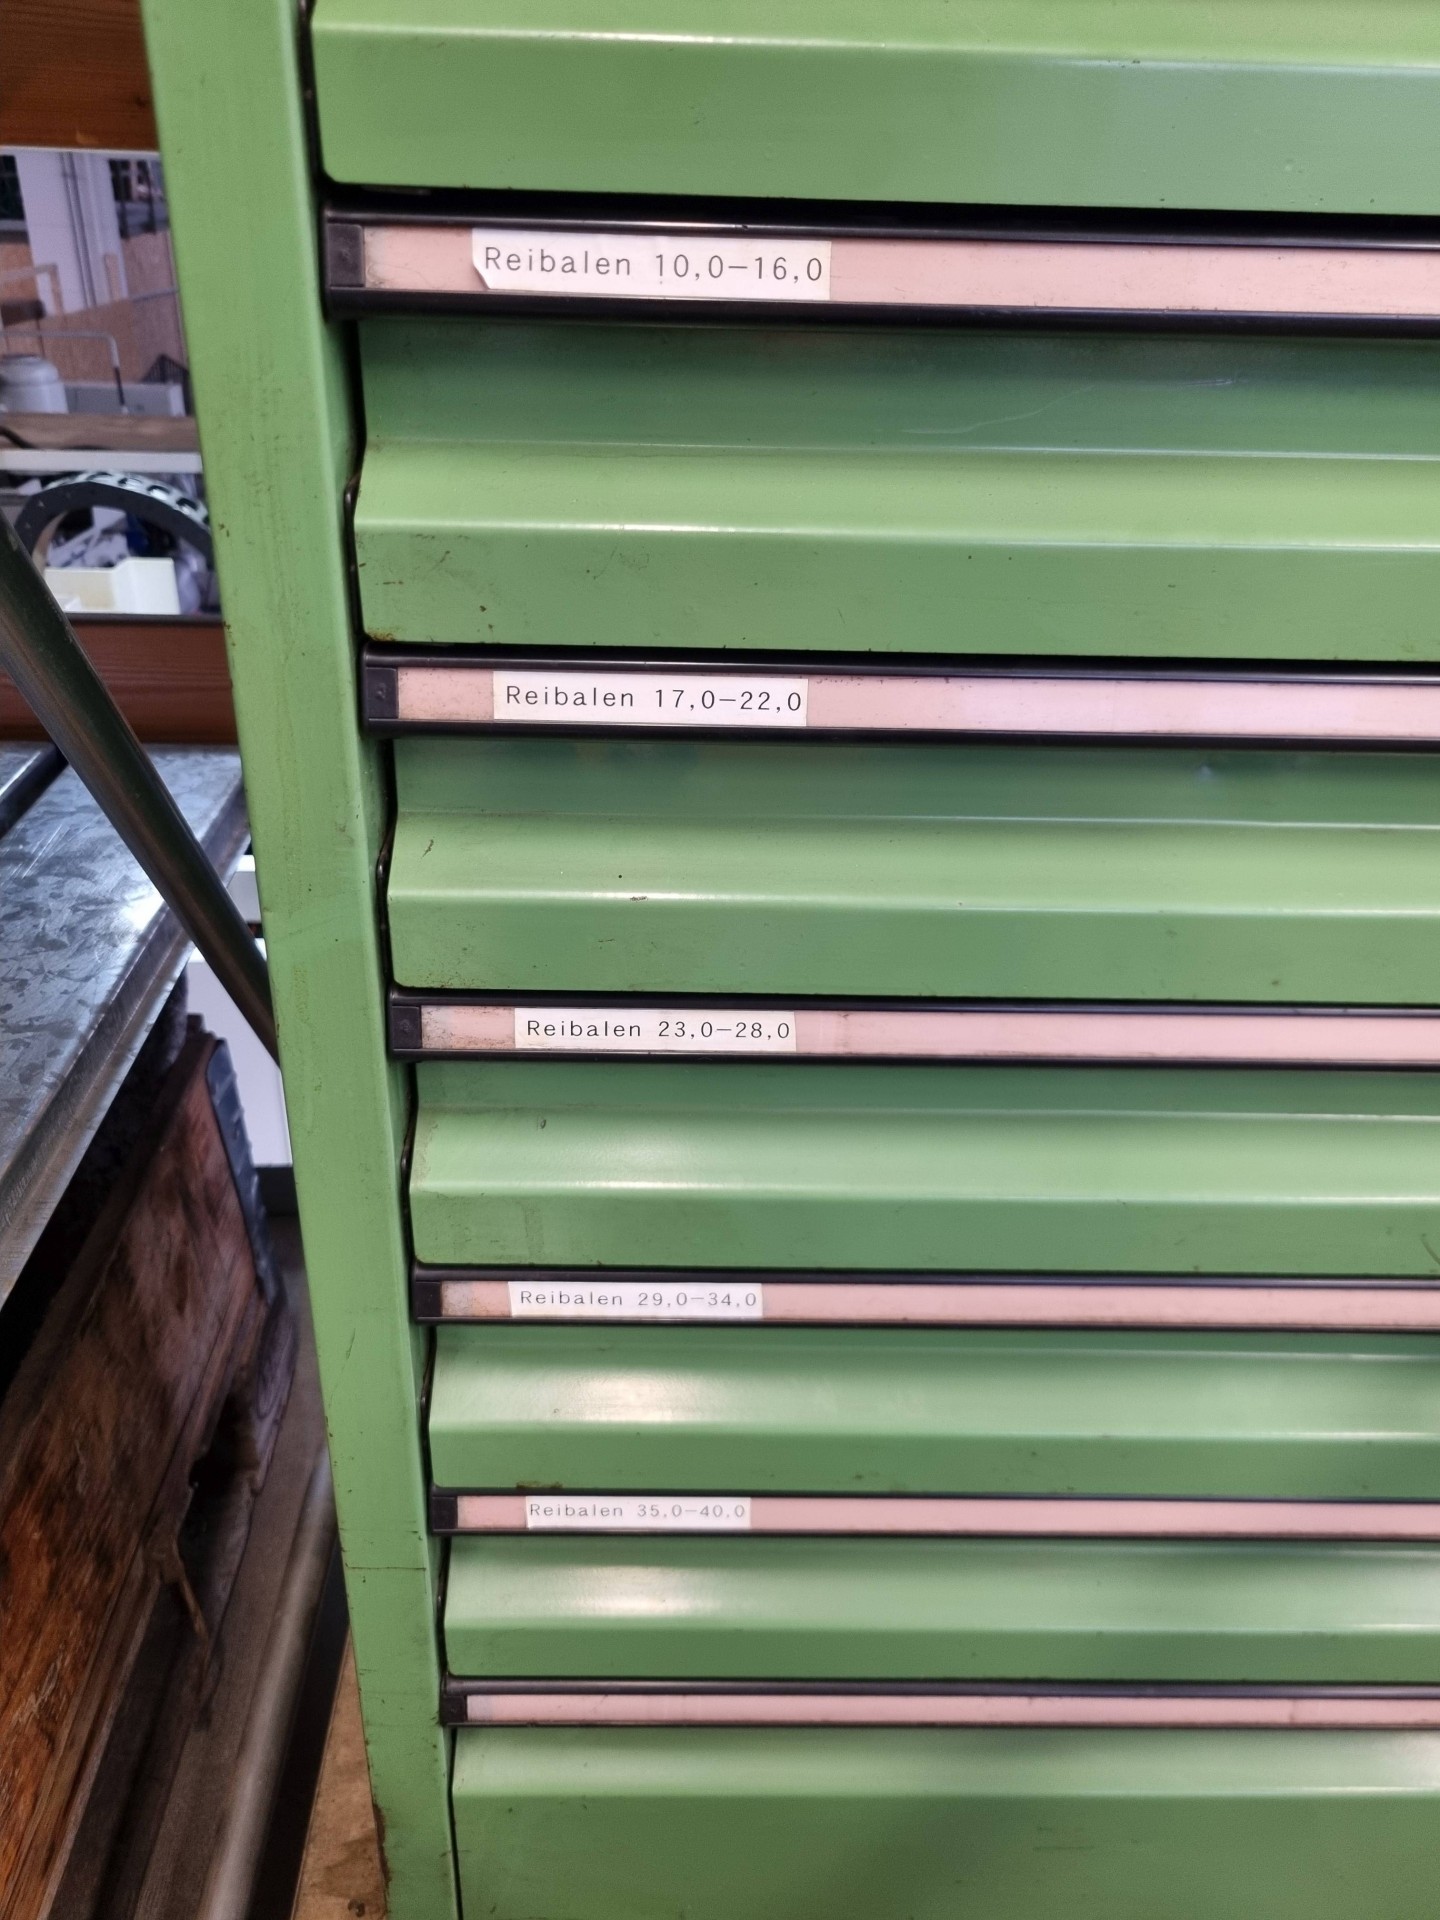 Reibalen 10,0-16,0
Reibalen 17,0-22,0
Reibalen 23,0-28,0
Reibalen 29,0-34,0
Reibalen 35,0-40,0